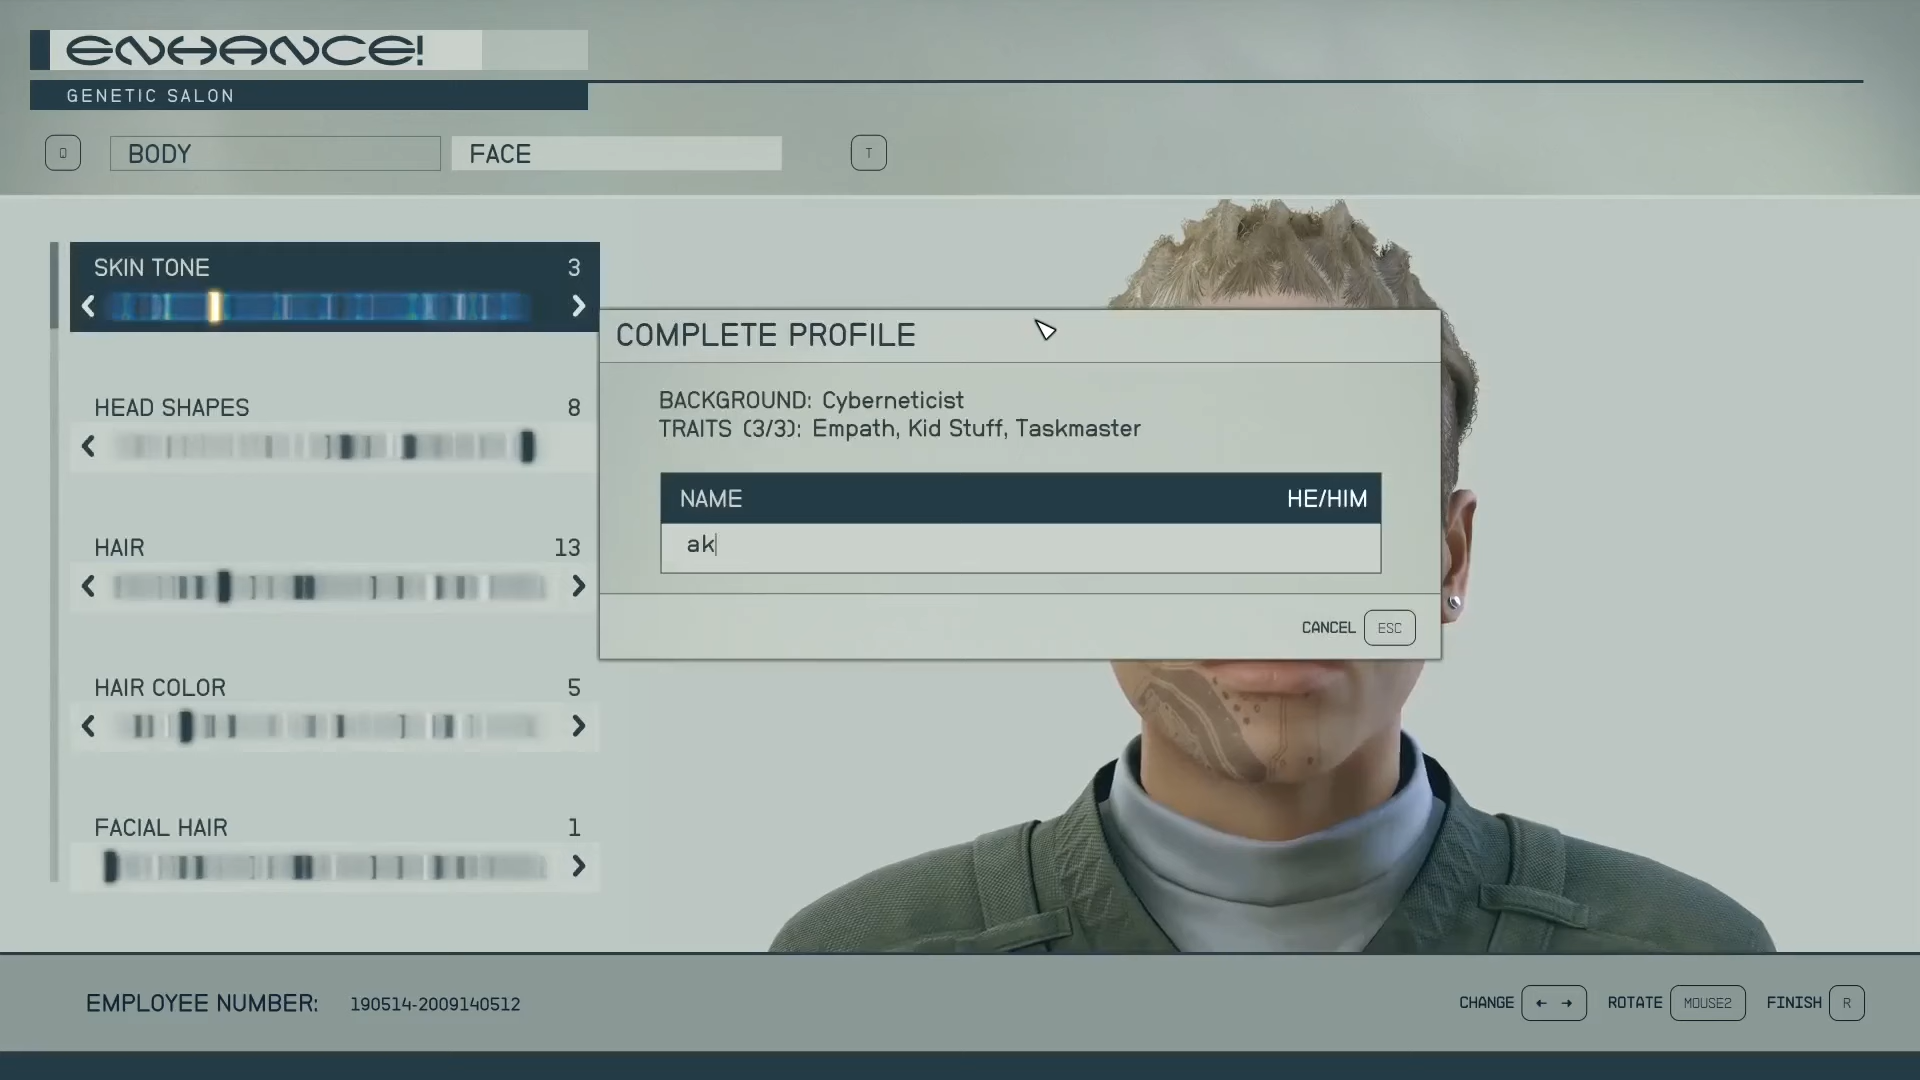 ENHANCE!
GENETIC SALON
Q
BODY
FACE
T
SKIN TONE 3
HEAD SHAPES 8
HAIR 13
HAIR COLOR 5
FACIAL HAIR 1
COMPLETE PROFILE
BACKGROUND: Cyberneticist
TRAITS (3/3): Empath, Kid Stuff, Taskmaster
NAME HE/HIM
ak
CANCEL ESC
EMPLOYEE NUMBER: 190514-2009140512
CHANGE ← → ROTATE MOUSE2 FINISH R